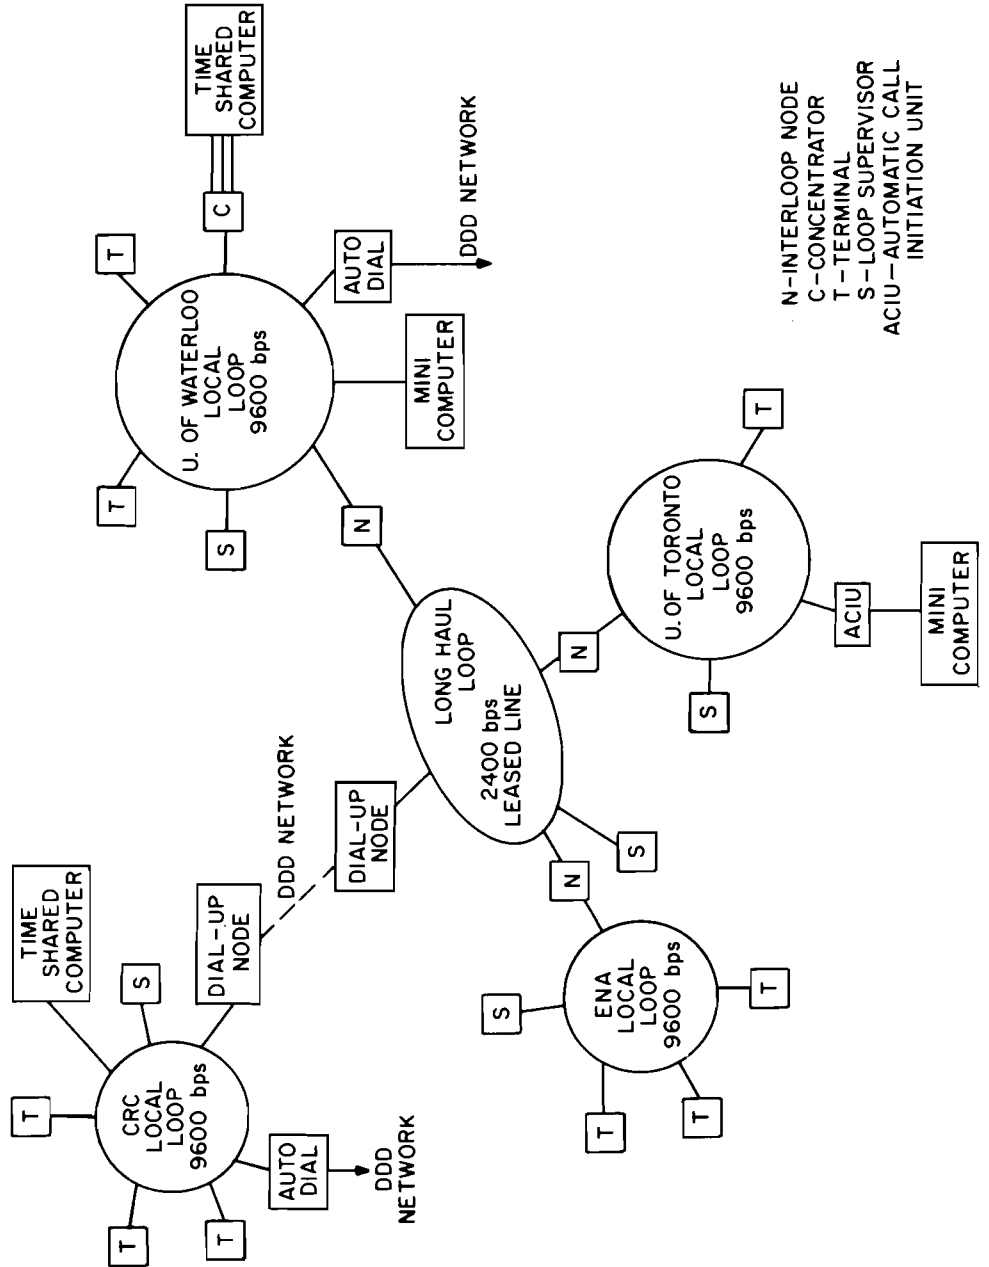 T
TIME
SHARED
COMPUTER
T
S
T
CRC
LOCAL
LOOP
9600 bps
DIAL-UP
NODE
AUTO
DIAL
DDD
NETWORK
DDD NETWORK
DIAL-UP
NODE
T
T
TIME
SHARED
COMPUTER
S
C
U. OF WATERLOO
LOCAL
LOOP
9600 bps
AUTO
DIAL
DDD NETWORK
MINI
COMPUTER
N
LONG HAUL
LOOP
2400 bps
LEASED LINE
S
N
N
S
ENA
LOCAL
LOOP
9600 bps
T
T
T
U. OF TORONTO
LOCAL
LOOP
9600 bps
T
S
ACIU
MINI
COMPUTER
N-INTERLOOP NODE
C-CONCENTRATOR
T-TERMINAL
S-LOOP SUPERVISOR
ACIU-AUTOMATIC CALL
INITIATION UNIT